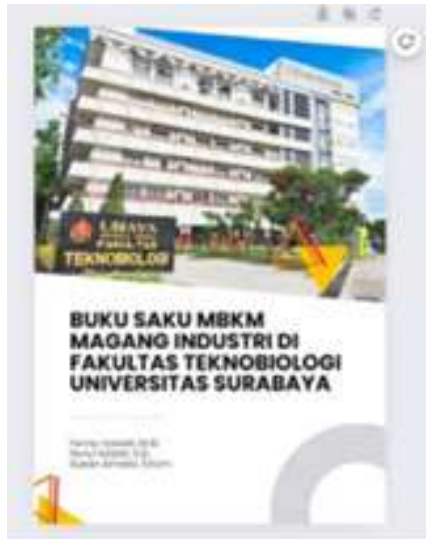 UBAYA
FAKULTAS
TEKNOBIOLOGI
BUKU SAKU MBKM
MAGANG INDUSTRI DI
FAKULTAS TEKNOBIOLOGI
UNIVERSITAS SURABAYA